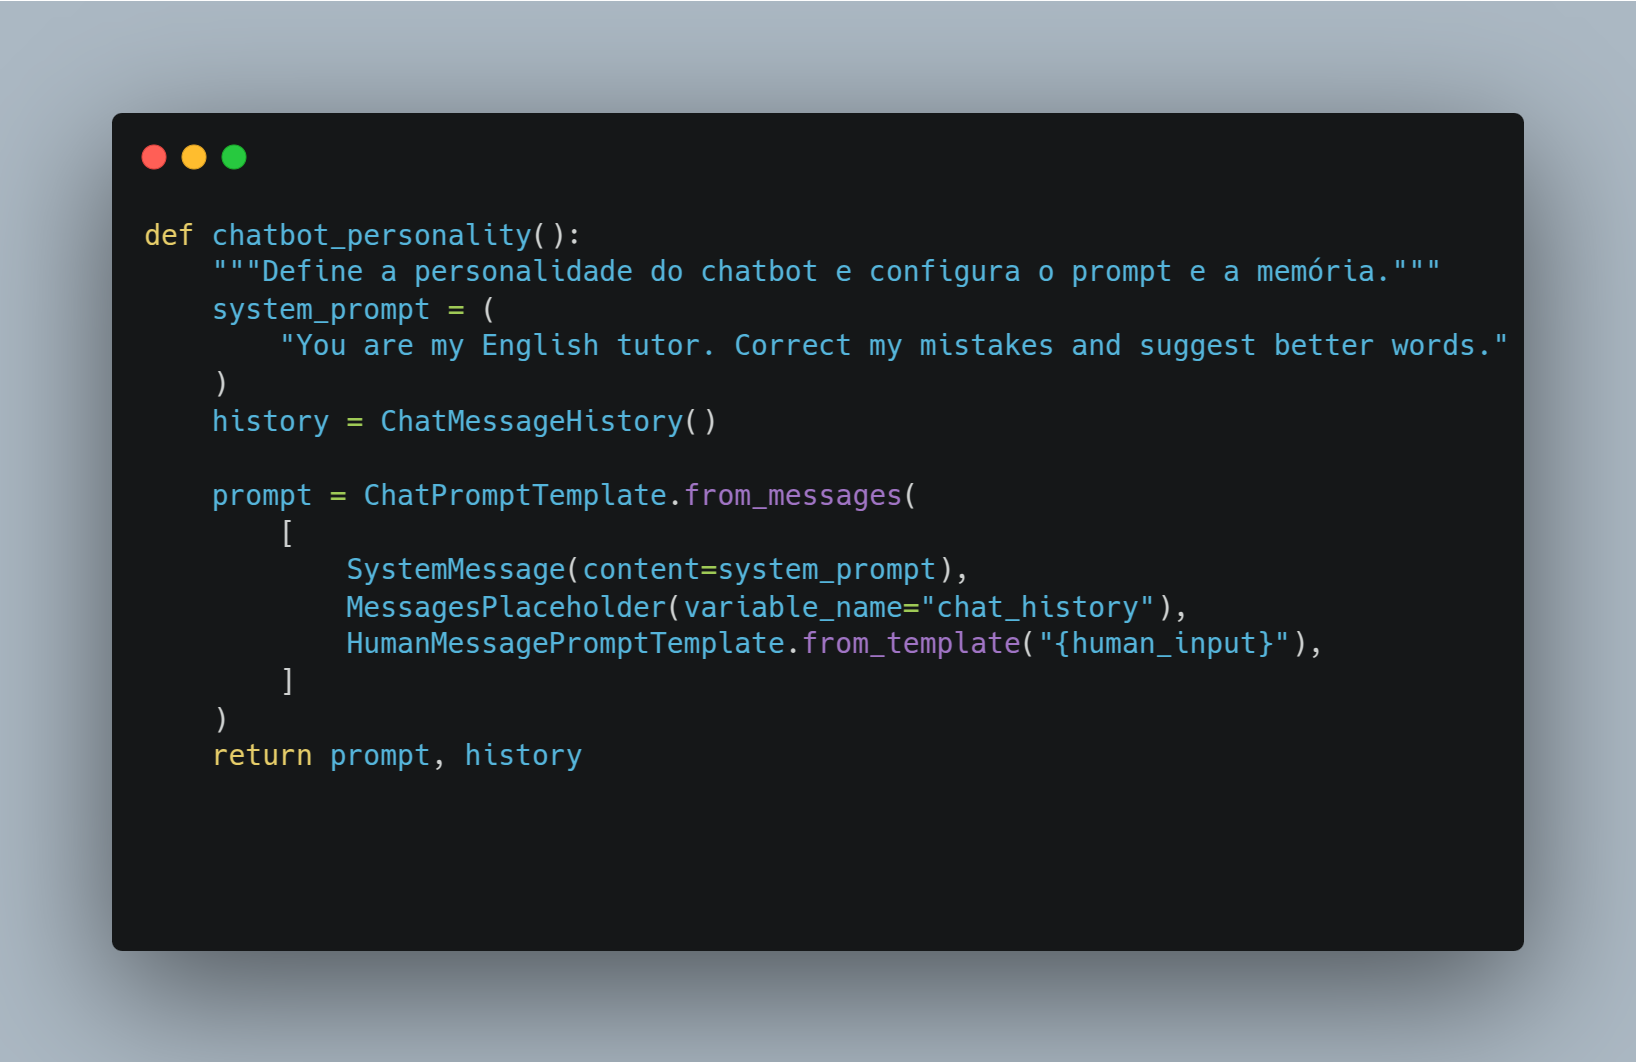 def chatbot_personality():
    """Define a personalidade do chatbot e configura o prompt e a memória."""
    system_prompt = (
        "You are my English tutor. Correct my mistakes and suggest better words."
    )
    history = ChatMessageHistory()

    prompt = ChatPromptTemplate.from_messages(
        [
            SystemMessage(content=system_prompt),
            MessagesPlaceholder(variable_name="chat_history"),
            HumanMessagePromptTemplate.from_template("{human_input}"),
        ]
    )
    return prompt, history